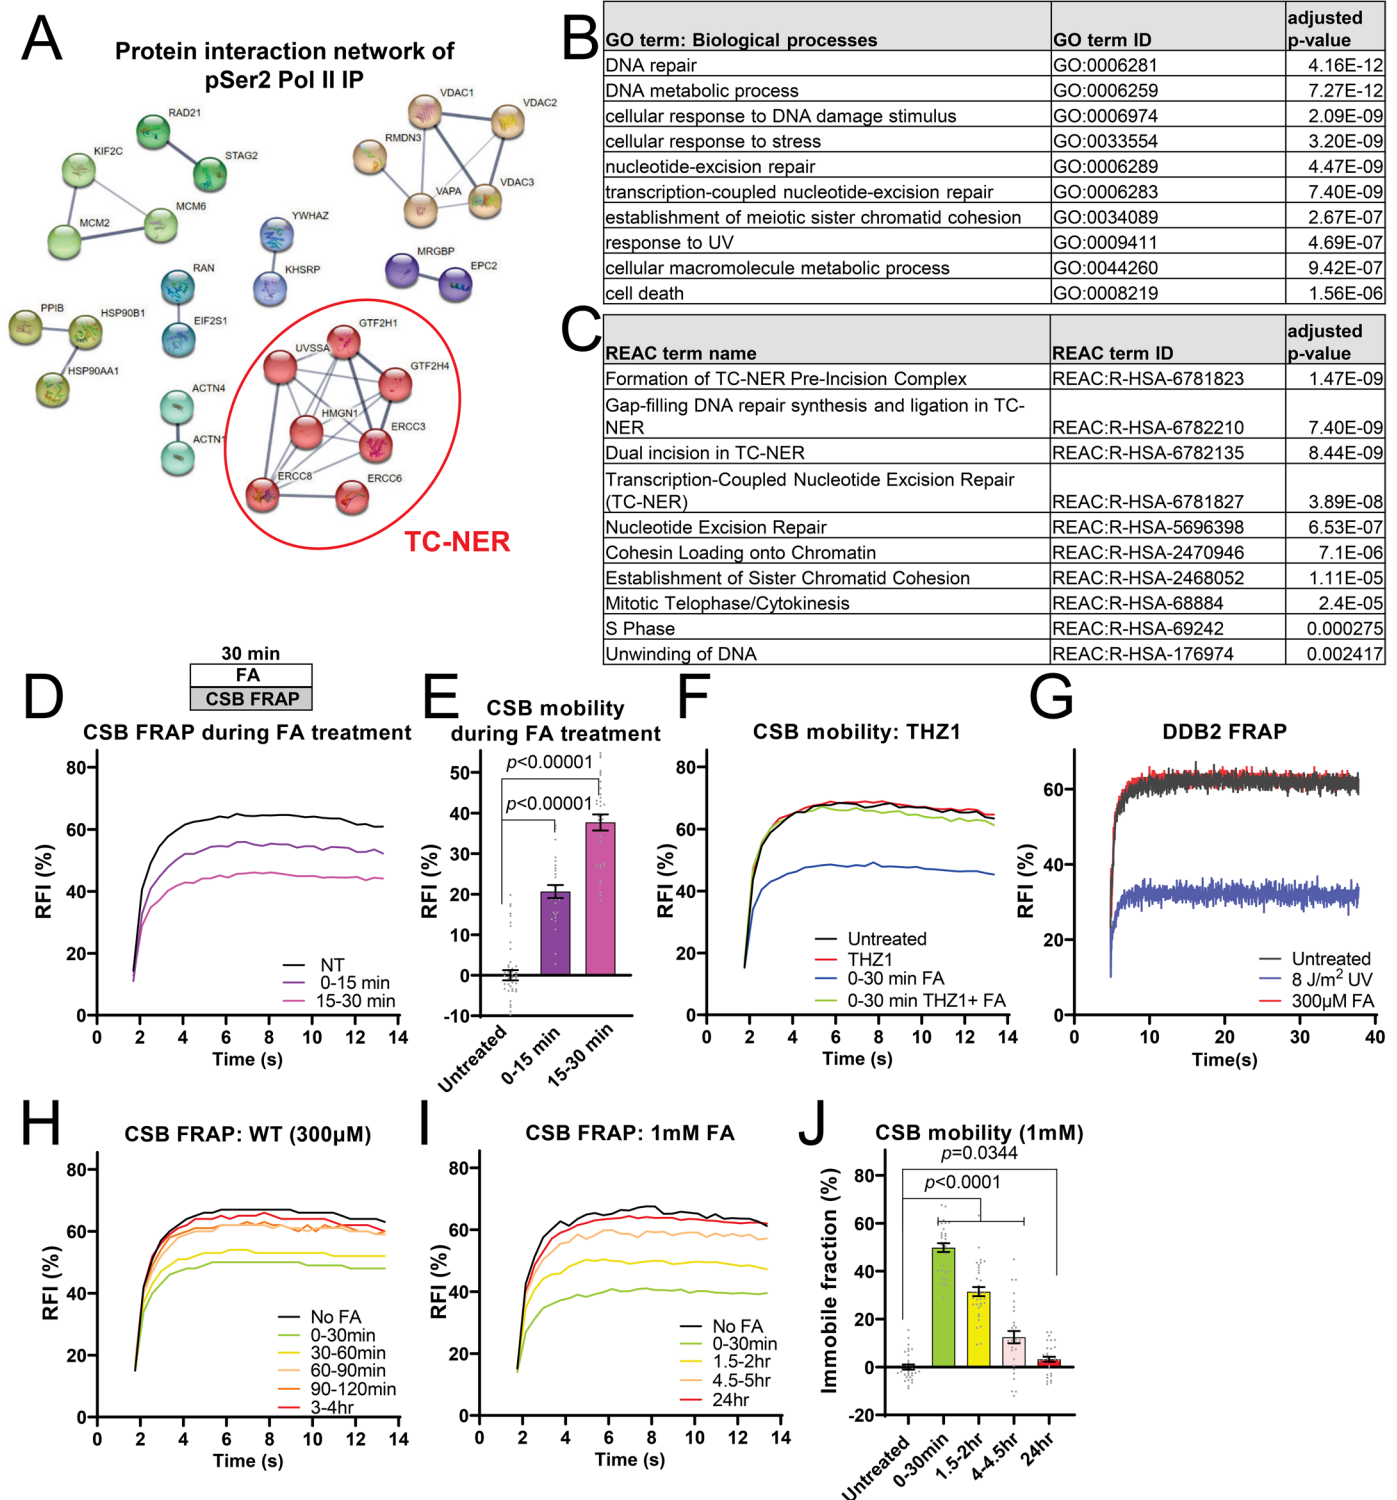 A
Protein interaction network of
pSer2 Pol II IP
RAD21
STAG2
KIF2C
MCM6
MCM2
VDAC1
VDAC2
RMDN3
VAPA
VDAC3
YWHAZ
KHSRP
MRGBP
EPC2
RAN
EIF2S1
PPIB
HSP90B1
HSP90AA1
ACTN4
ACTN1
GTF2H1
UVSSA
GTF2H4
HMGN1
ERCC3
ERCC8
ERCC6
TC-NER
B
GO term: Biological processes GO term ID adjusted p-value
DNA repair GO:0006281 4.16E-12
DNA metabolic process GO:0006259 7.27E-12
cellular response to DNA damage stimulus GO:0006974 2.09E-09
cellular response to stress GO:0033554 3.20E-09
nucleotide-excision repair GO:0006289 4.47E-09
transcription-coupled nucleotide-excision repair GO:0006283 7.40E-09
establishment of meiotic sister chromatid cohesion GO:0034089 2.67E-07
response to UV GO:0009411 4.69E-07
cellular macromolecule metabolic process GO:0044260 9.42E-07
cell death GO:0008219 1.56E-06
C
REAC term name REAC term ID adjusted p-value
Formation of TC-NER Pre-Incision Complex REAC:R-HSA-6781823 1.47E-09
Gap-filling DNA repair synthesis and ligation in TC-
NER REAC:R-HSA-6782210 7.40E-09
Dual incision in TC-NER REAC:R-HSA-6782135 8.44E-09
Transcription-Coupled Nucleotide Excision Repair
(TC-NER) REAC:R-HSA-6781827 3.89E-08
Nucleotide Excision Repair REAC:R-HSA-5696398 6.53E-07
Cohesin Loading onto Chromatin REAC:R-HSA-2470946 7.1E-06
Establishment of Sister Chromatid Cohesion REAC:R-HSA-2468052 1.11E-05
Mitotic Telophase/Cytokinesis REAC:R-HSA-68884 2.4E-05
S Phase REAC:R-HSA-69242 0.000275
Unwinding of DNA REAC:R-HSA-176974 0.002417
D
30 min
FA
CSB FRAP
CSB FRAP during FA treatment
RFI (%)
80
60
40
20
0
NT
0-15 min
15-30 min
0 2 4 6 8 10 12 14
Time (s)
E
CSB mobility
during FA treatment
p<0.00001
p<0.00001
RFI (%)
50
40
30
20
10
0
-10
Untreated
0-15 min
15-30 min
F
CSB mobility: THZ1
RFI (%)
80
60
40
20
0
Untreated
THZ1
0-30 min FA
0-30 min THZ1+ FA
0 2 4 6 8 10 12 14
Time (s)
G
DDB2 FRAP
RFI (%)
60
40
20
0
Untreated
8 J/m2 UV
300µM FA
0 10 20 30 40
Time(s)
H
CSB FRAP: WT (300µM)
RFI (%)
80
60
40
20
0
No FA
0-30min
30-60min
60-90min
90-120min
3-4hr
0 2 4 6 8 10 12 14
Time (s)
I
CSB FRAP: 1mM FA
RFI (%)
80
60
40
20
0
No FA
0-30min
1.5-2hr
4.5-5hr
24hr
0 2 4 6 8 10 12 14
Time (s)
J
CSB mobility (1mM)
p=0.0344
p<0.0001
Immobile fraction (%)
80
60
40
20
0
-20
Untreated
0-30min
1.5-2hr
4-4.5hr
24hr